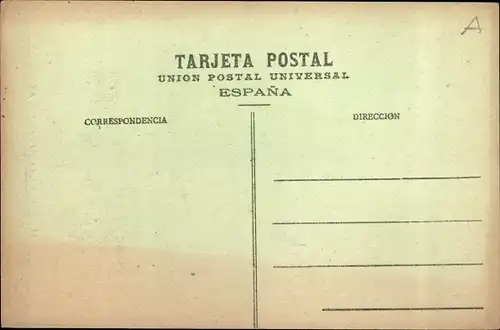 A
TARJETA POSTAL
UNION POSTAL UNIVERSAL
ESPAÑA
CORRESPONDENCIA
DIRECCION